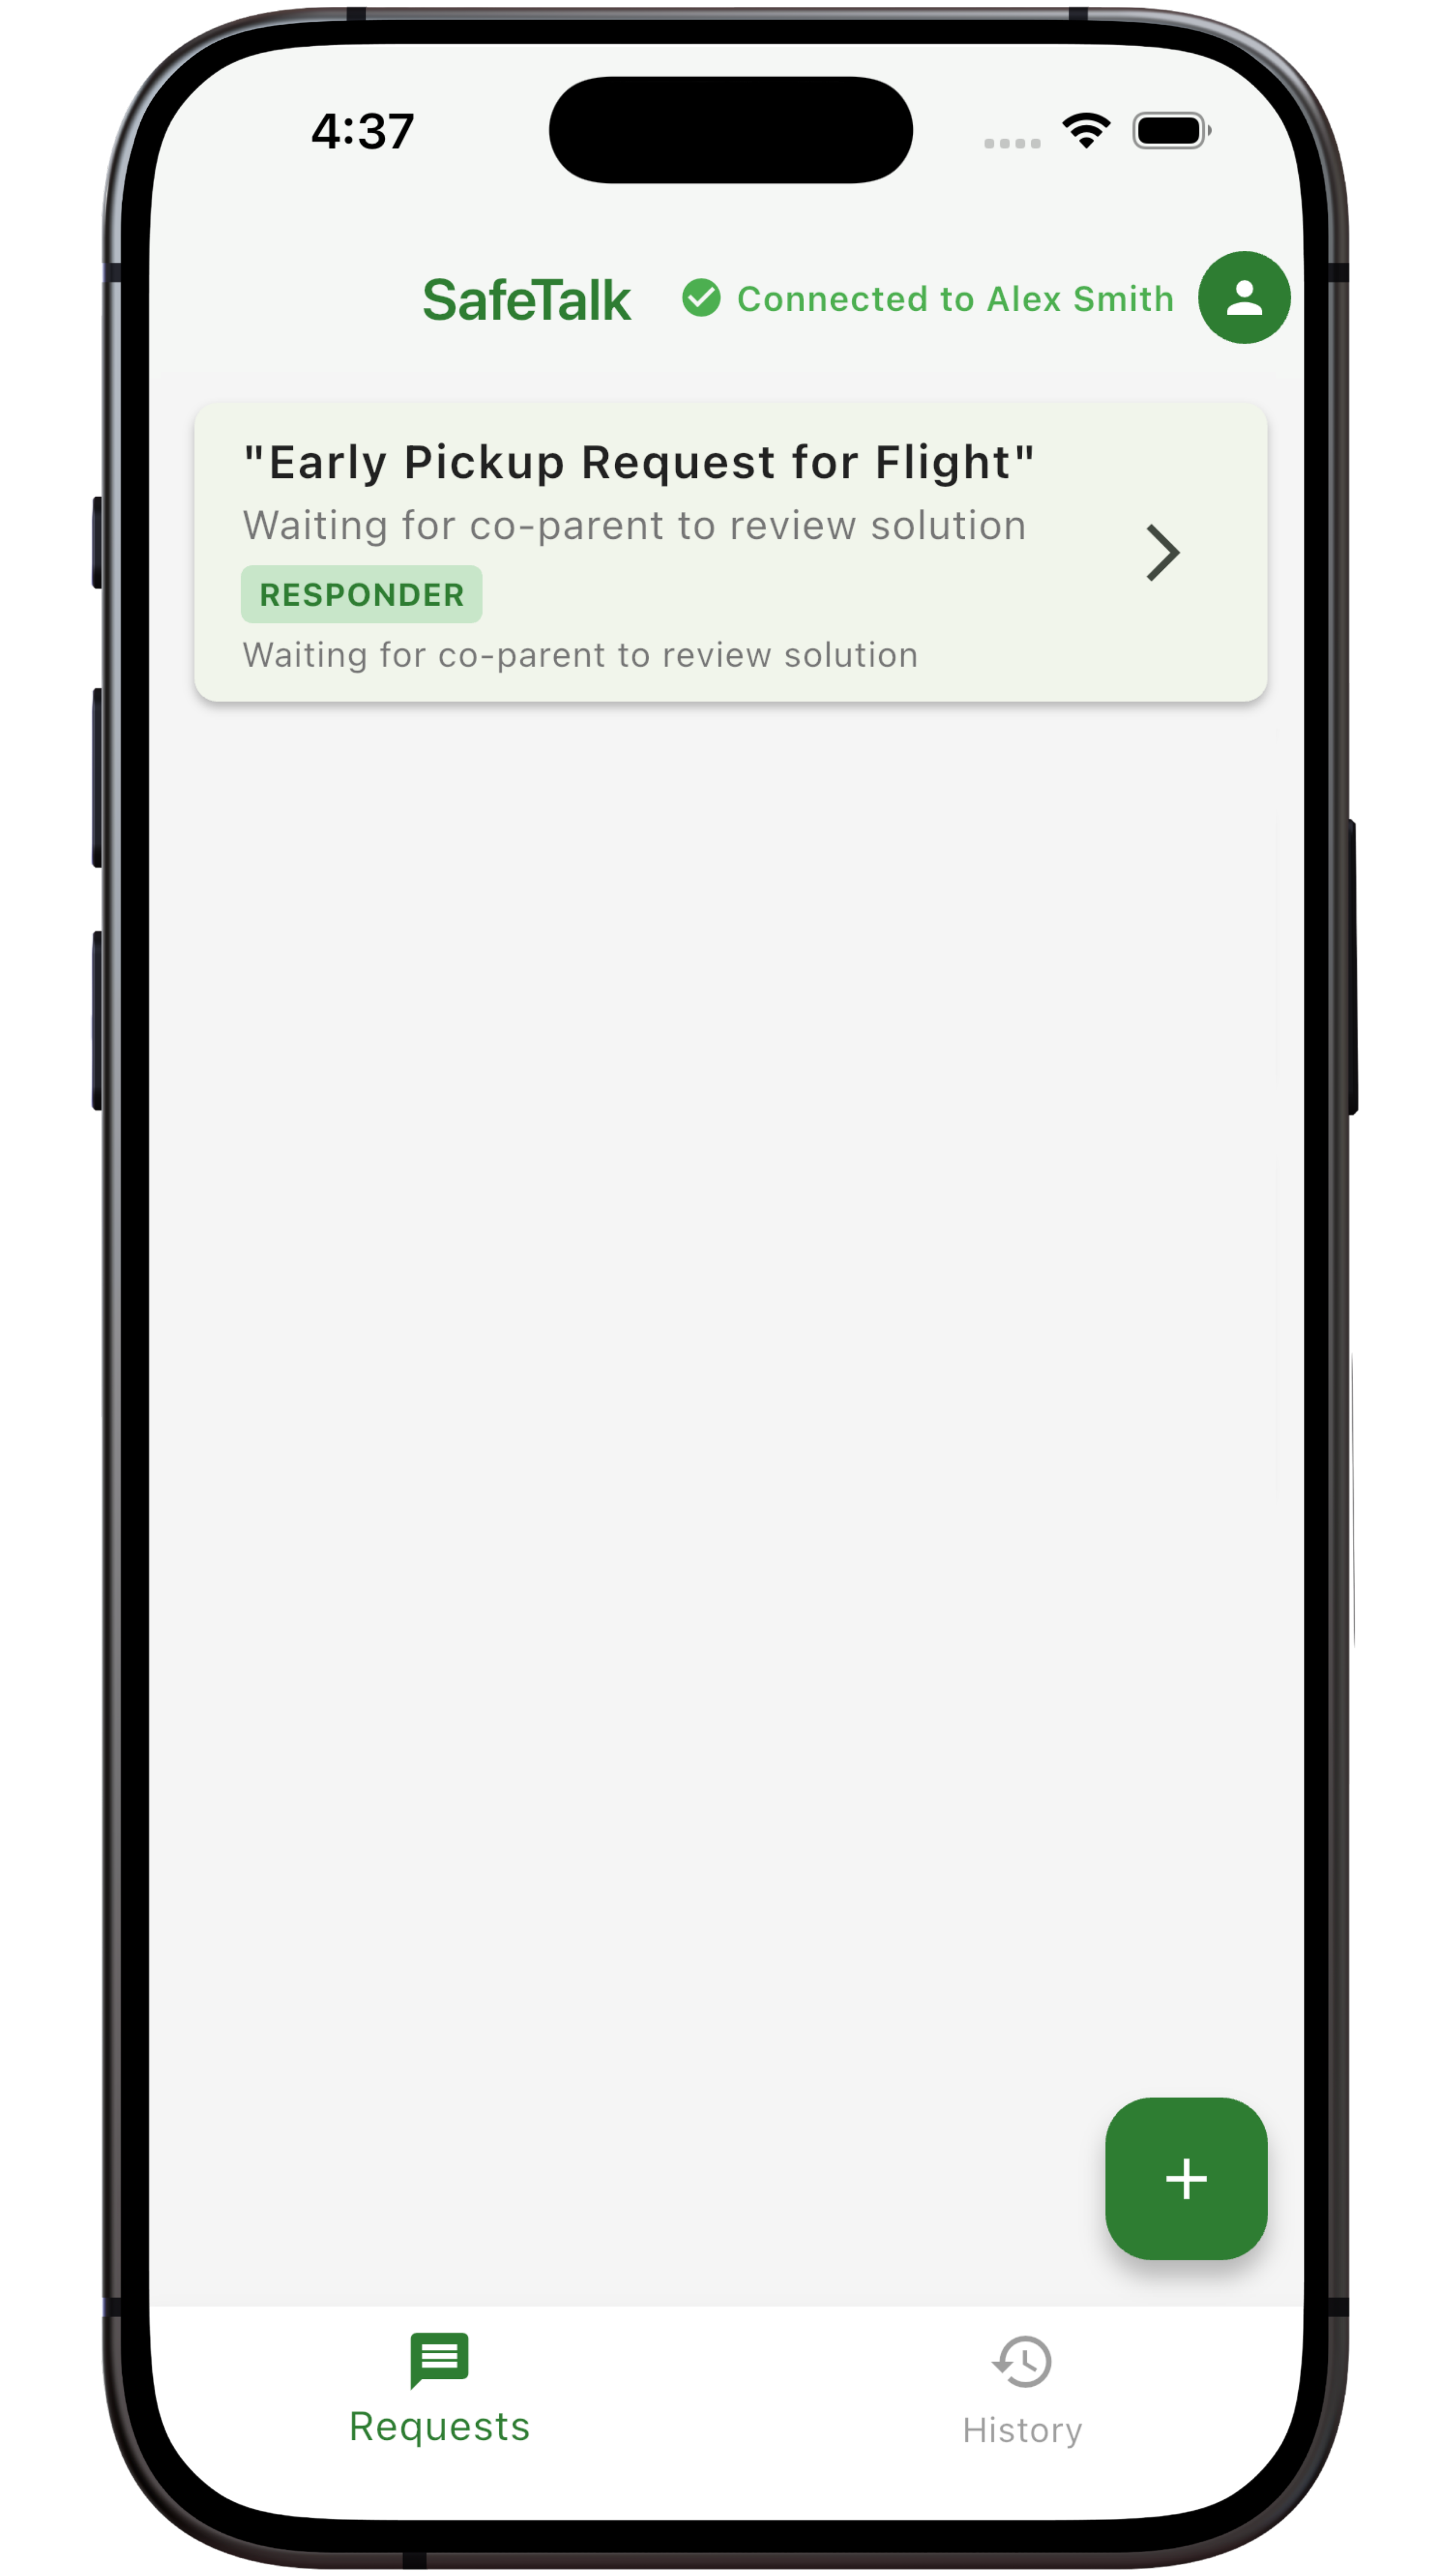 4:37
SafeTalk Connected to Alex Smith
"Early Pickup Request for Flight"
Waiting for co-parent to review solution
RESPONDER
Waiting for co-parent to review solution
Requests History